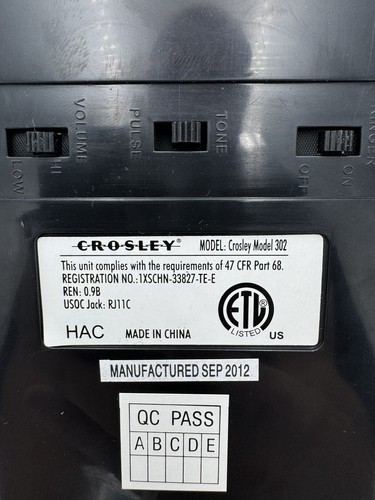 VOLUME
HI
LOW
PULSE
TONE
RINGER
OFF
ON
CROSLEY® MODEL: Crosley Model 302
This unit complies with the requirements of 47 CFR Part 68.
REGISTRATION NO.:1XSCHN-33827-TE-E
REN: 0.9B
USOC Jack: RJ11C
ETL
LISTED
US
HAC MADE IN CHINA
MANUFACTURED SEP 2012
QC PASS
A B C D E